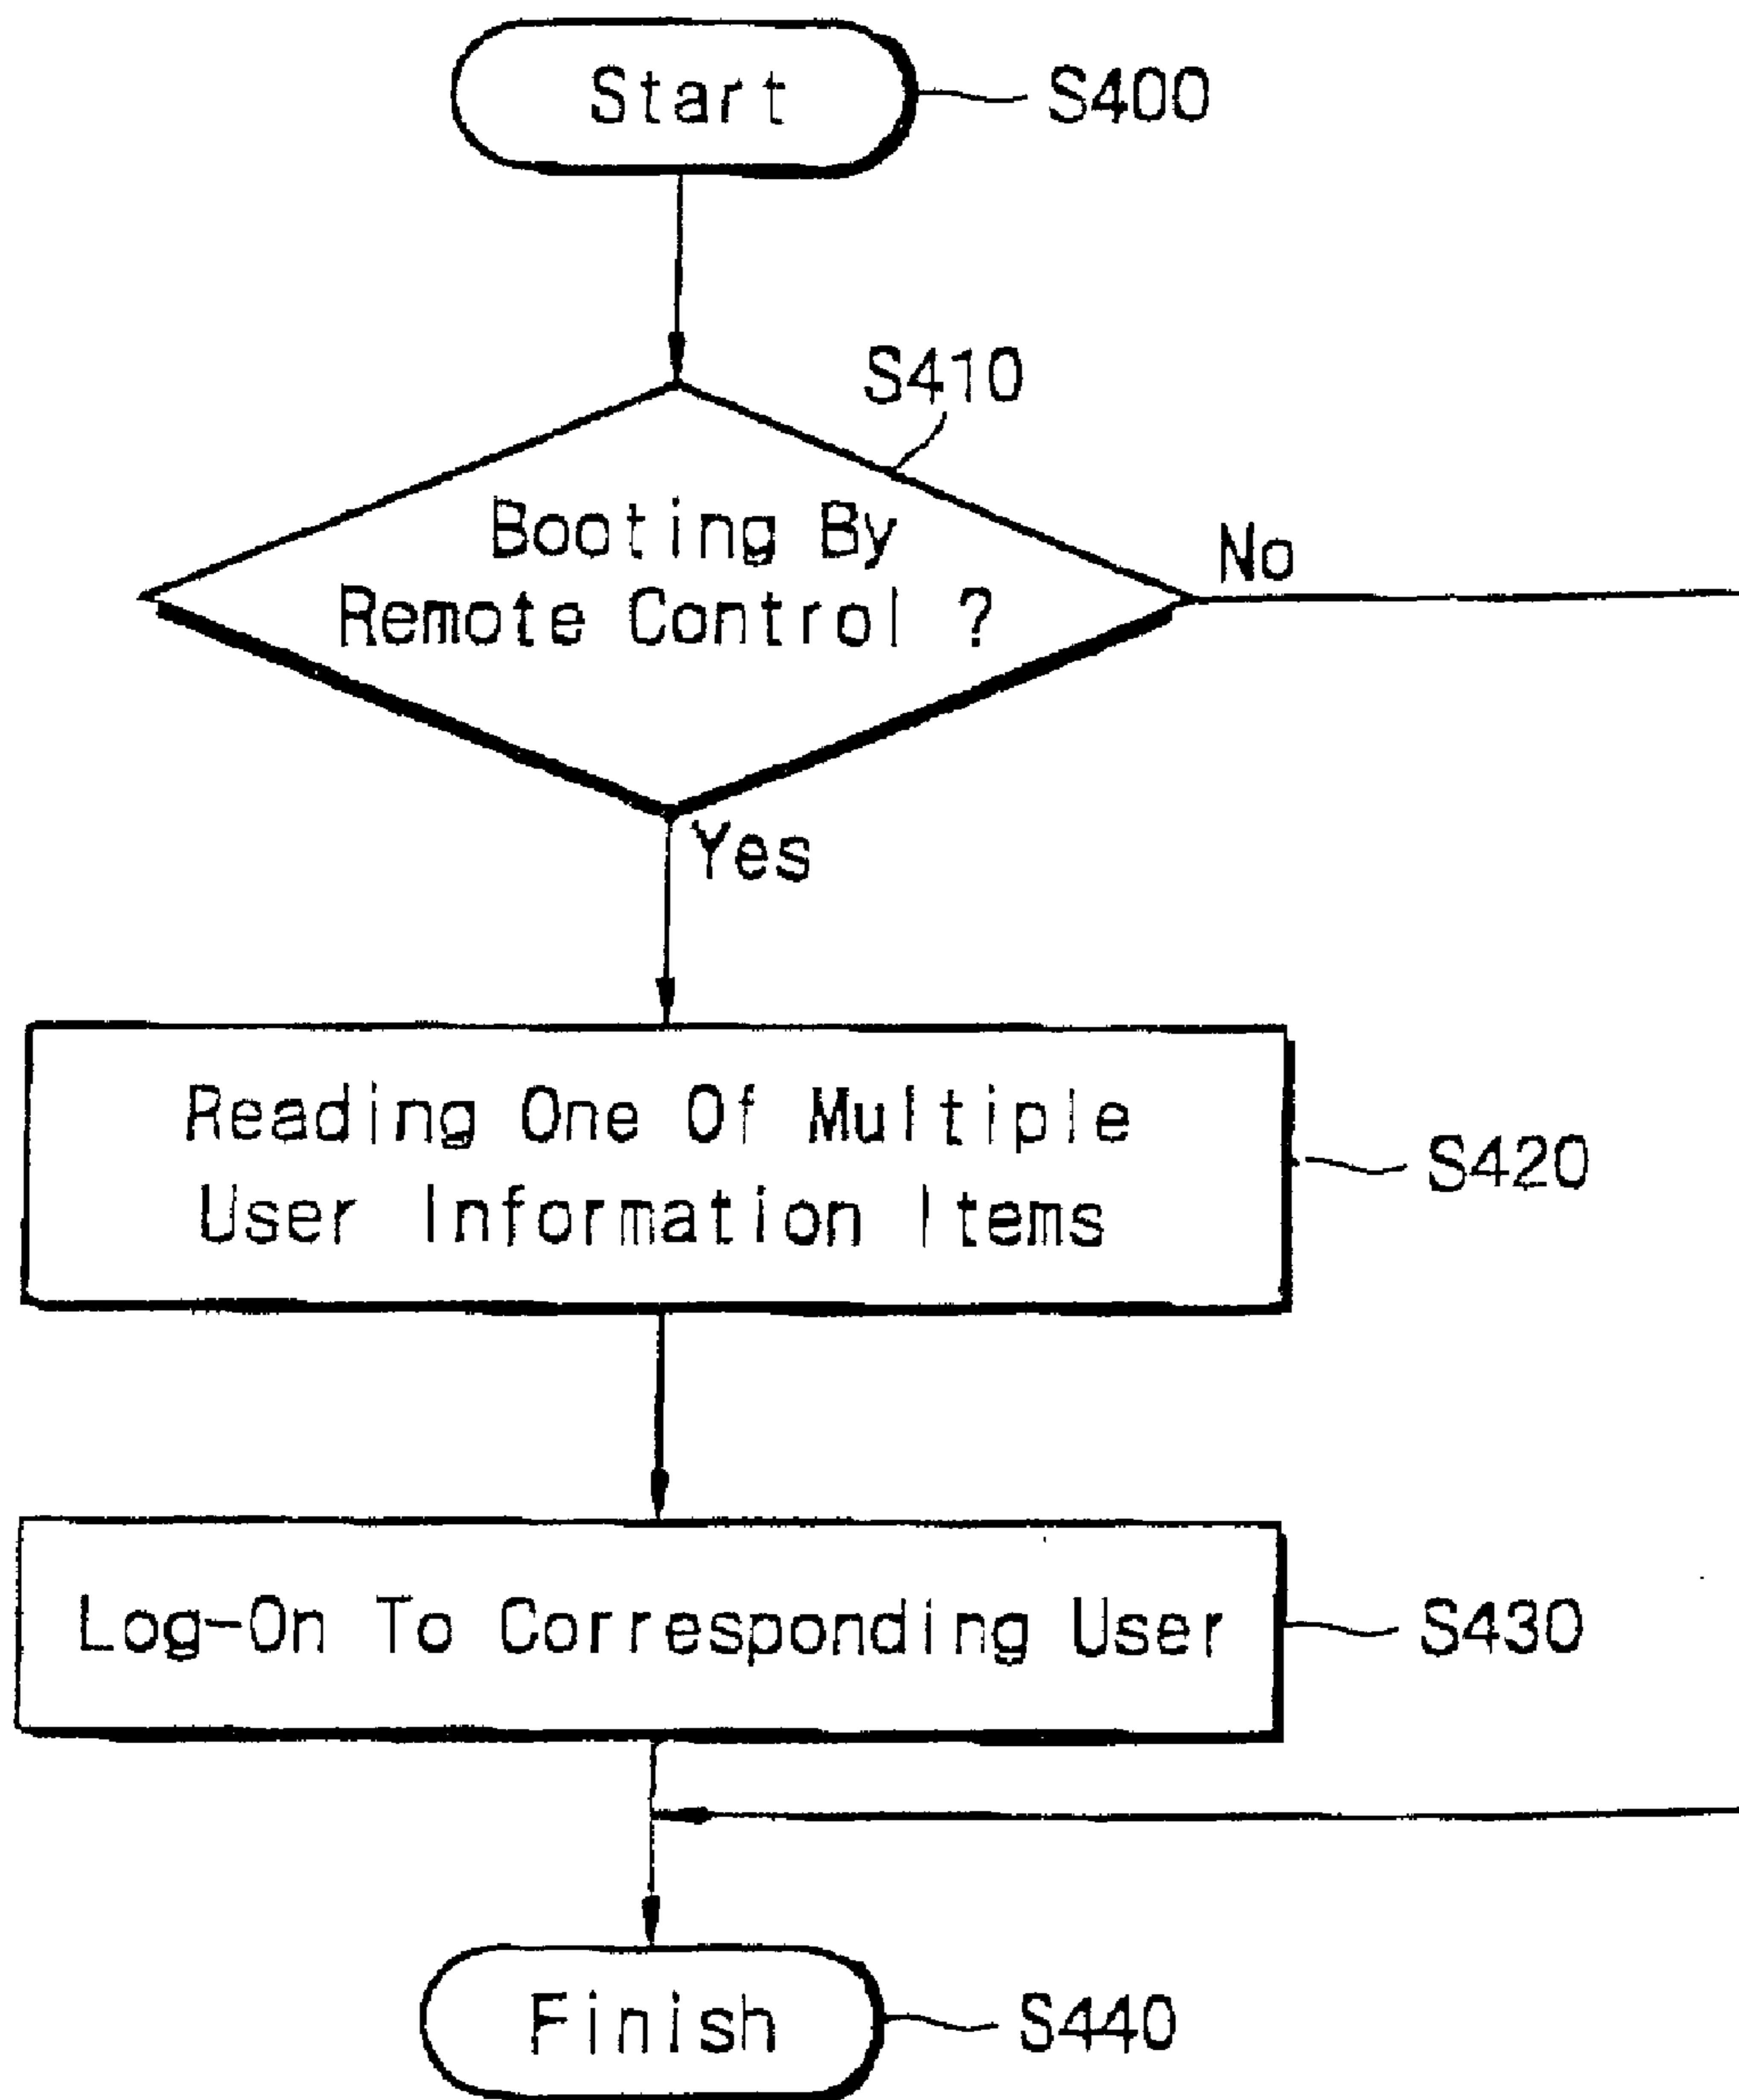 Start
S400
S410
Booting By
Remote Control ?
No
Yes
Reading One Of Multiple
User Information Items
S420
Log-On To Corresponding User
S430
Finish
S440